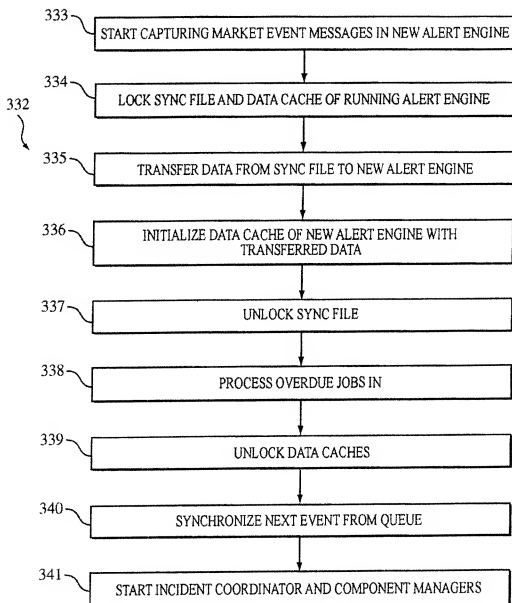 333
START CAPTURING MARKET EVENT MESSAGES IN NEW ALERT ENGINE
334
LOCK SYNC FILE AND DATA CACHE OF RUNNING ALERT ENGINE
332
335
TRANSFER DATA FROM SYNC FILE TO NEW ALERT ENGINE
336
INITIALIZE DATA CACHE OF NEW ALERT ENGINE WITH
TRANSFERRED DATA
337
UNLOCK SYNC FILE
338
PROCESS OVERDUE JOBS IN
339
UNLOCK DATA CACHES
340
SYNCHRONIZE NEXT EVENT FROM QUEUE
341
START INCIDENT COORDINATOR AND COMPONENT MANAGERS